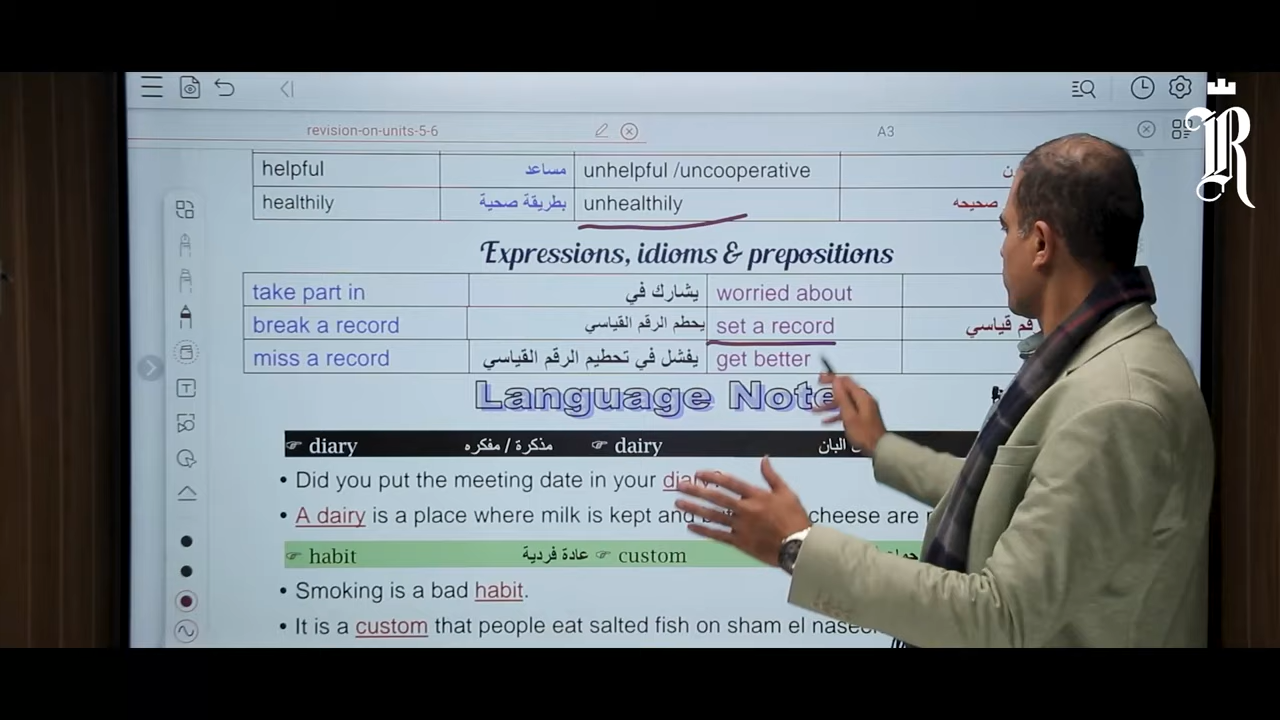 revision-on-units-5-6 A3
helpful مساعد unhelpful /uncooperative
healthily بطريقة صحية unhealthily صحيحه
Expressions, idioms & prepositions
take part in يشارك في worried about
break a record يحطم الرقم القياسي set a record قياسي
miss a record يفشل في تحطيم الرقم القياسي get better
Language
diary مذكرة / مفكره dairy البان
• Did you put the meeting date in your
• A dairy is a place where milk is kept and cheese are
habit عادة فردية custom
• Smoking is a bad habit.
• It is a custom that people eat salted fish on sham el
R